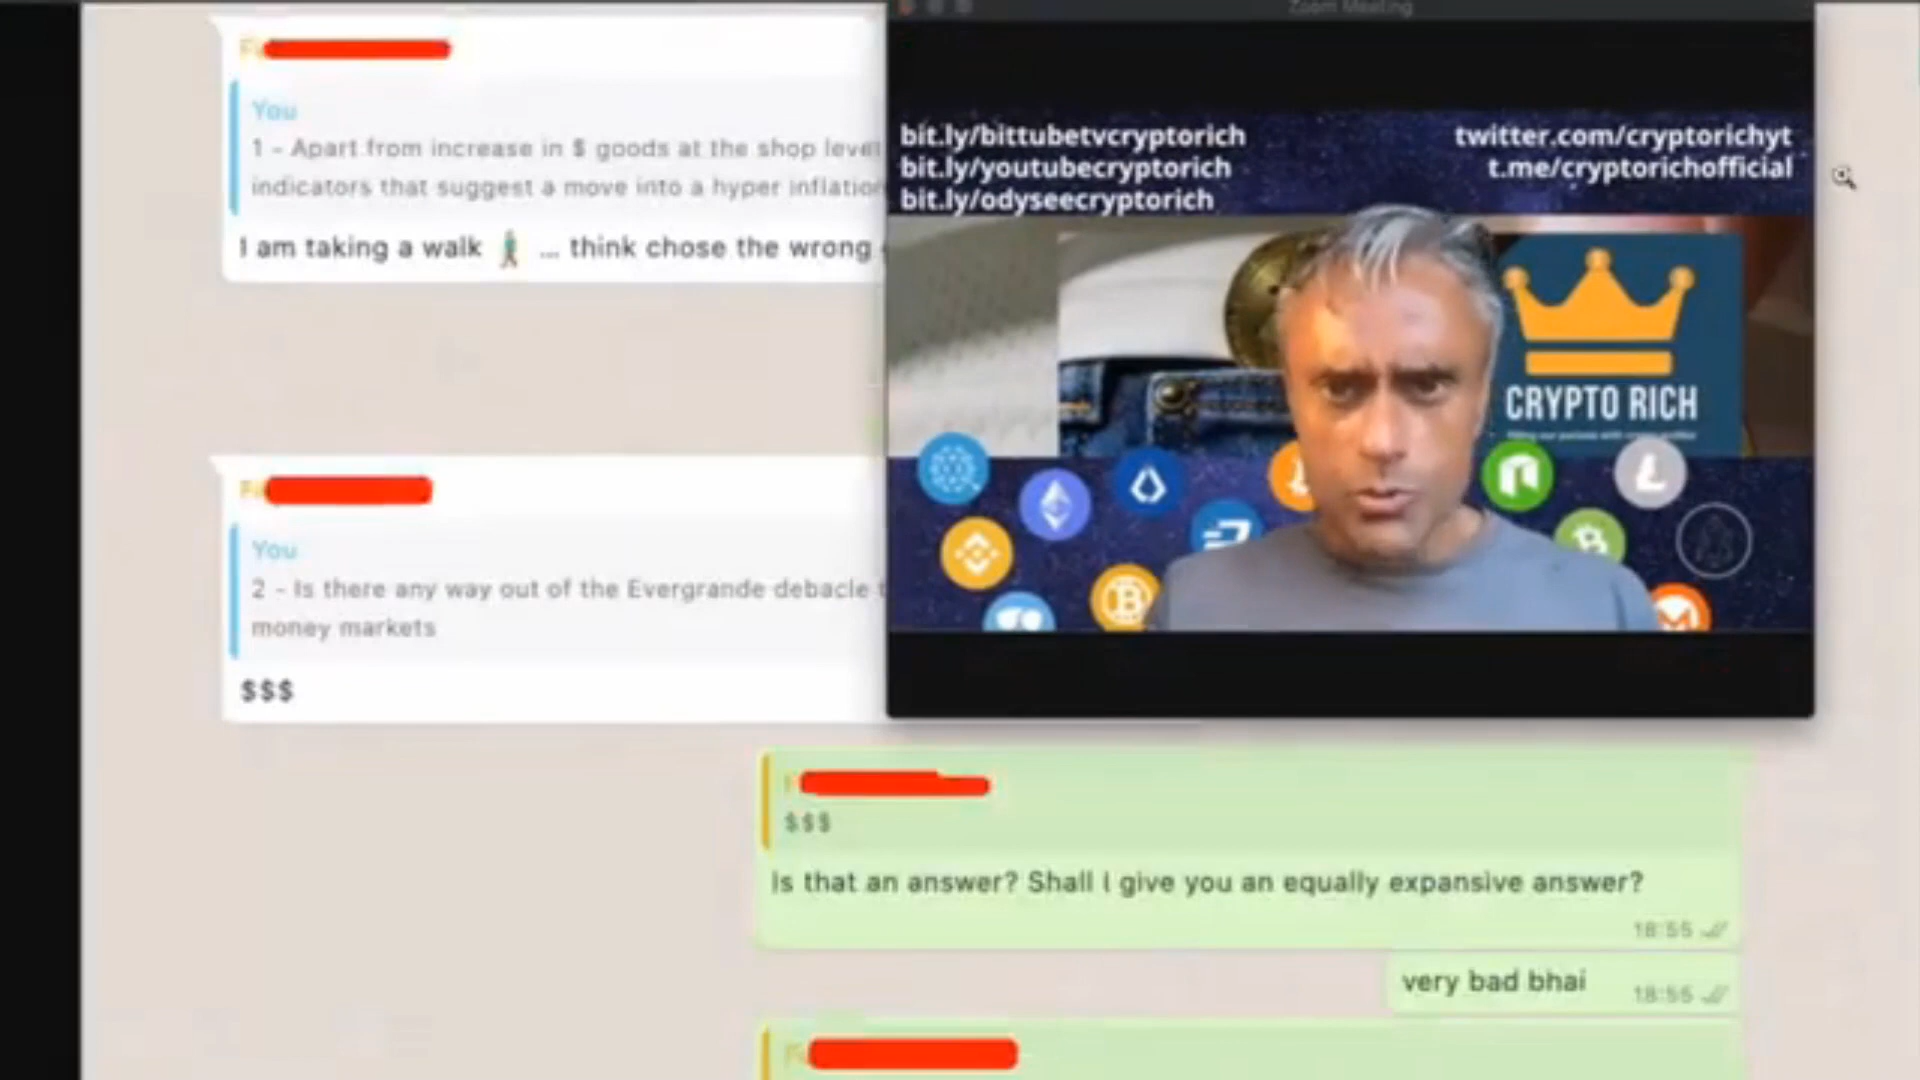 Zoom Meeting
You
1 - Apart from increase in $ goods at the shop level
indicators that suggest a move into a hyper inflation
I am taking a walk 🚶 ... think chose the wrong
You
2 - Is there any way out of the Evergrande debacle
money markets
$$$
bit.ly/bittubetvcryptorich
bit.ly/youtubecryptorich
bit.ly/odyseecryptorich
twitter.com/cryptorichyt
t.me/cryptorichofficial
CRYPTO RICH
$$$
Is that an answer? Shall I give you an equally expansive answer?
18:55
very bad bhai
18:55